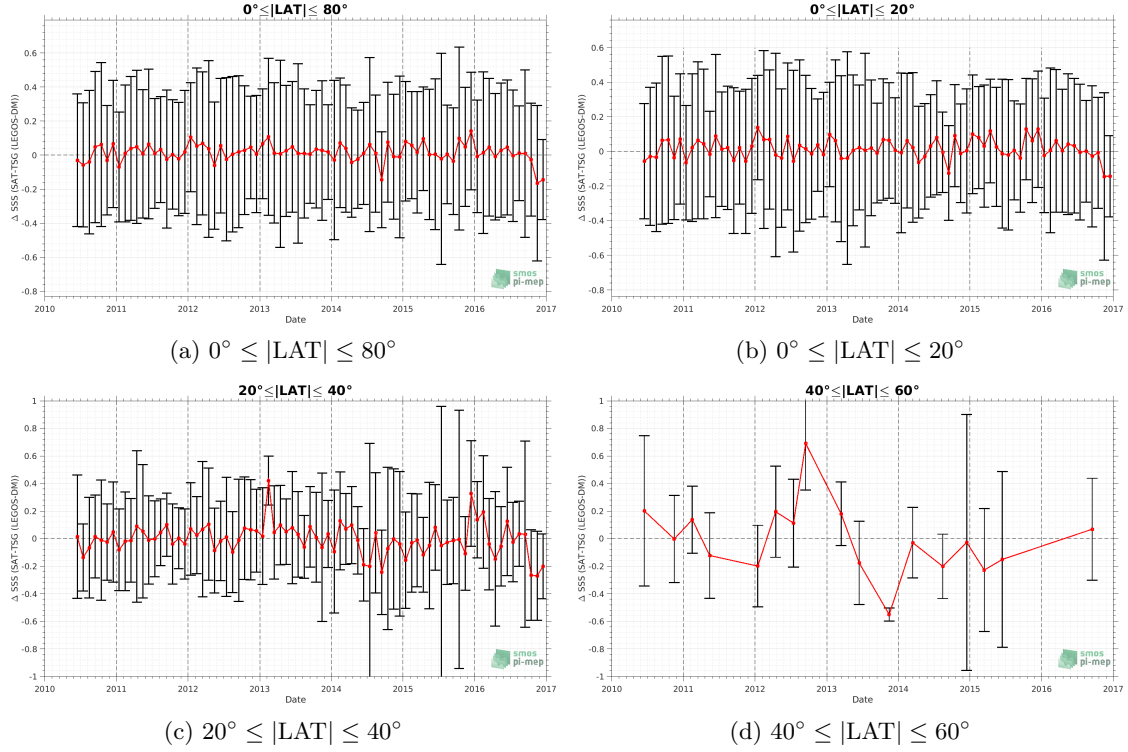 0°≤|LAT|≤ 80°
Δ SSS (SAT-TSG (LEGOS-DM))
0.6
0.4
0.2
0
-0.2
-0.4
-0.6
-0.8
2010 2011 2012 2013 2014 2015 2016 2017
Date
smos
pi-mep
(a) 0° ≤ |LAT| ≤ 80°
0°≤|LAT|≤ 20°
Δ SSS (SAT-TSG (LEGOS-DM))
0.6
0.4
0.2
0
-0.2
-0.4
-0.6
-0.8
2010 2011 2012 2013 2014 2015 2016 2017
Date
smos
pi-mep
(b) 0° ≤ |LAT| ≤ 20°
20°≤|LAT|≤ 40°
Δ SSS (SAT-TSG (LEGOS-DM))
1
0.8
0.6
0.4
0.2
0
-0.2
-0.4
-0.6
-0.8
-1
2010 2011 2012 2013 2014 2015 2016 2017
Date
smos
pi-mep
(c) 20° ≤ |LAT| ≤ 40°
40°≤|LAT|≤ 60°
Δ SSS (SAT-TSG (LEGOS-DM))
1
0.8
0.6
0.4
0.2
0
-0.2
-0.4
-0.6
-0.8
-1
2010 2011 2012 2013 2014 2015 2016 2017
Date
smos
pi-mep
(d) 40° ≤ |LAT| ≤ 60°